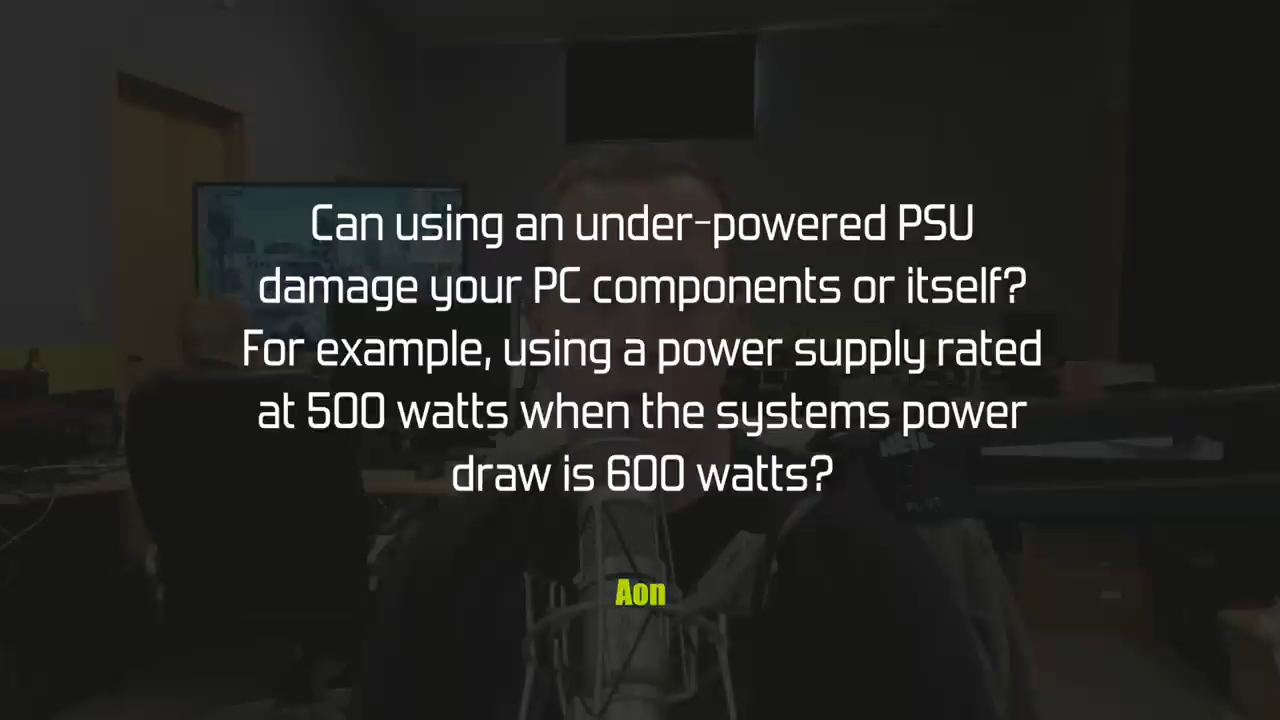 Can using an under-powered PSU
damage your PC components or itself?
For example, using a power supply rated
at 500 watts when the systems power
draw is 600 watts?
Aon